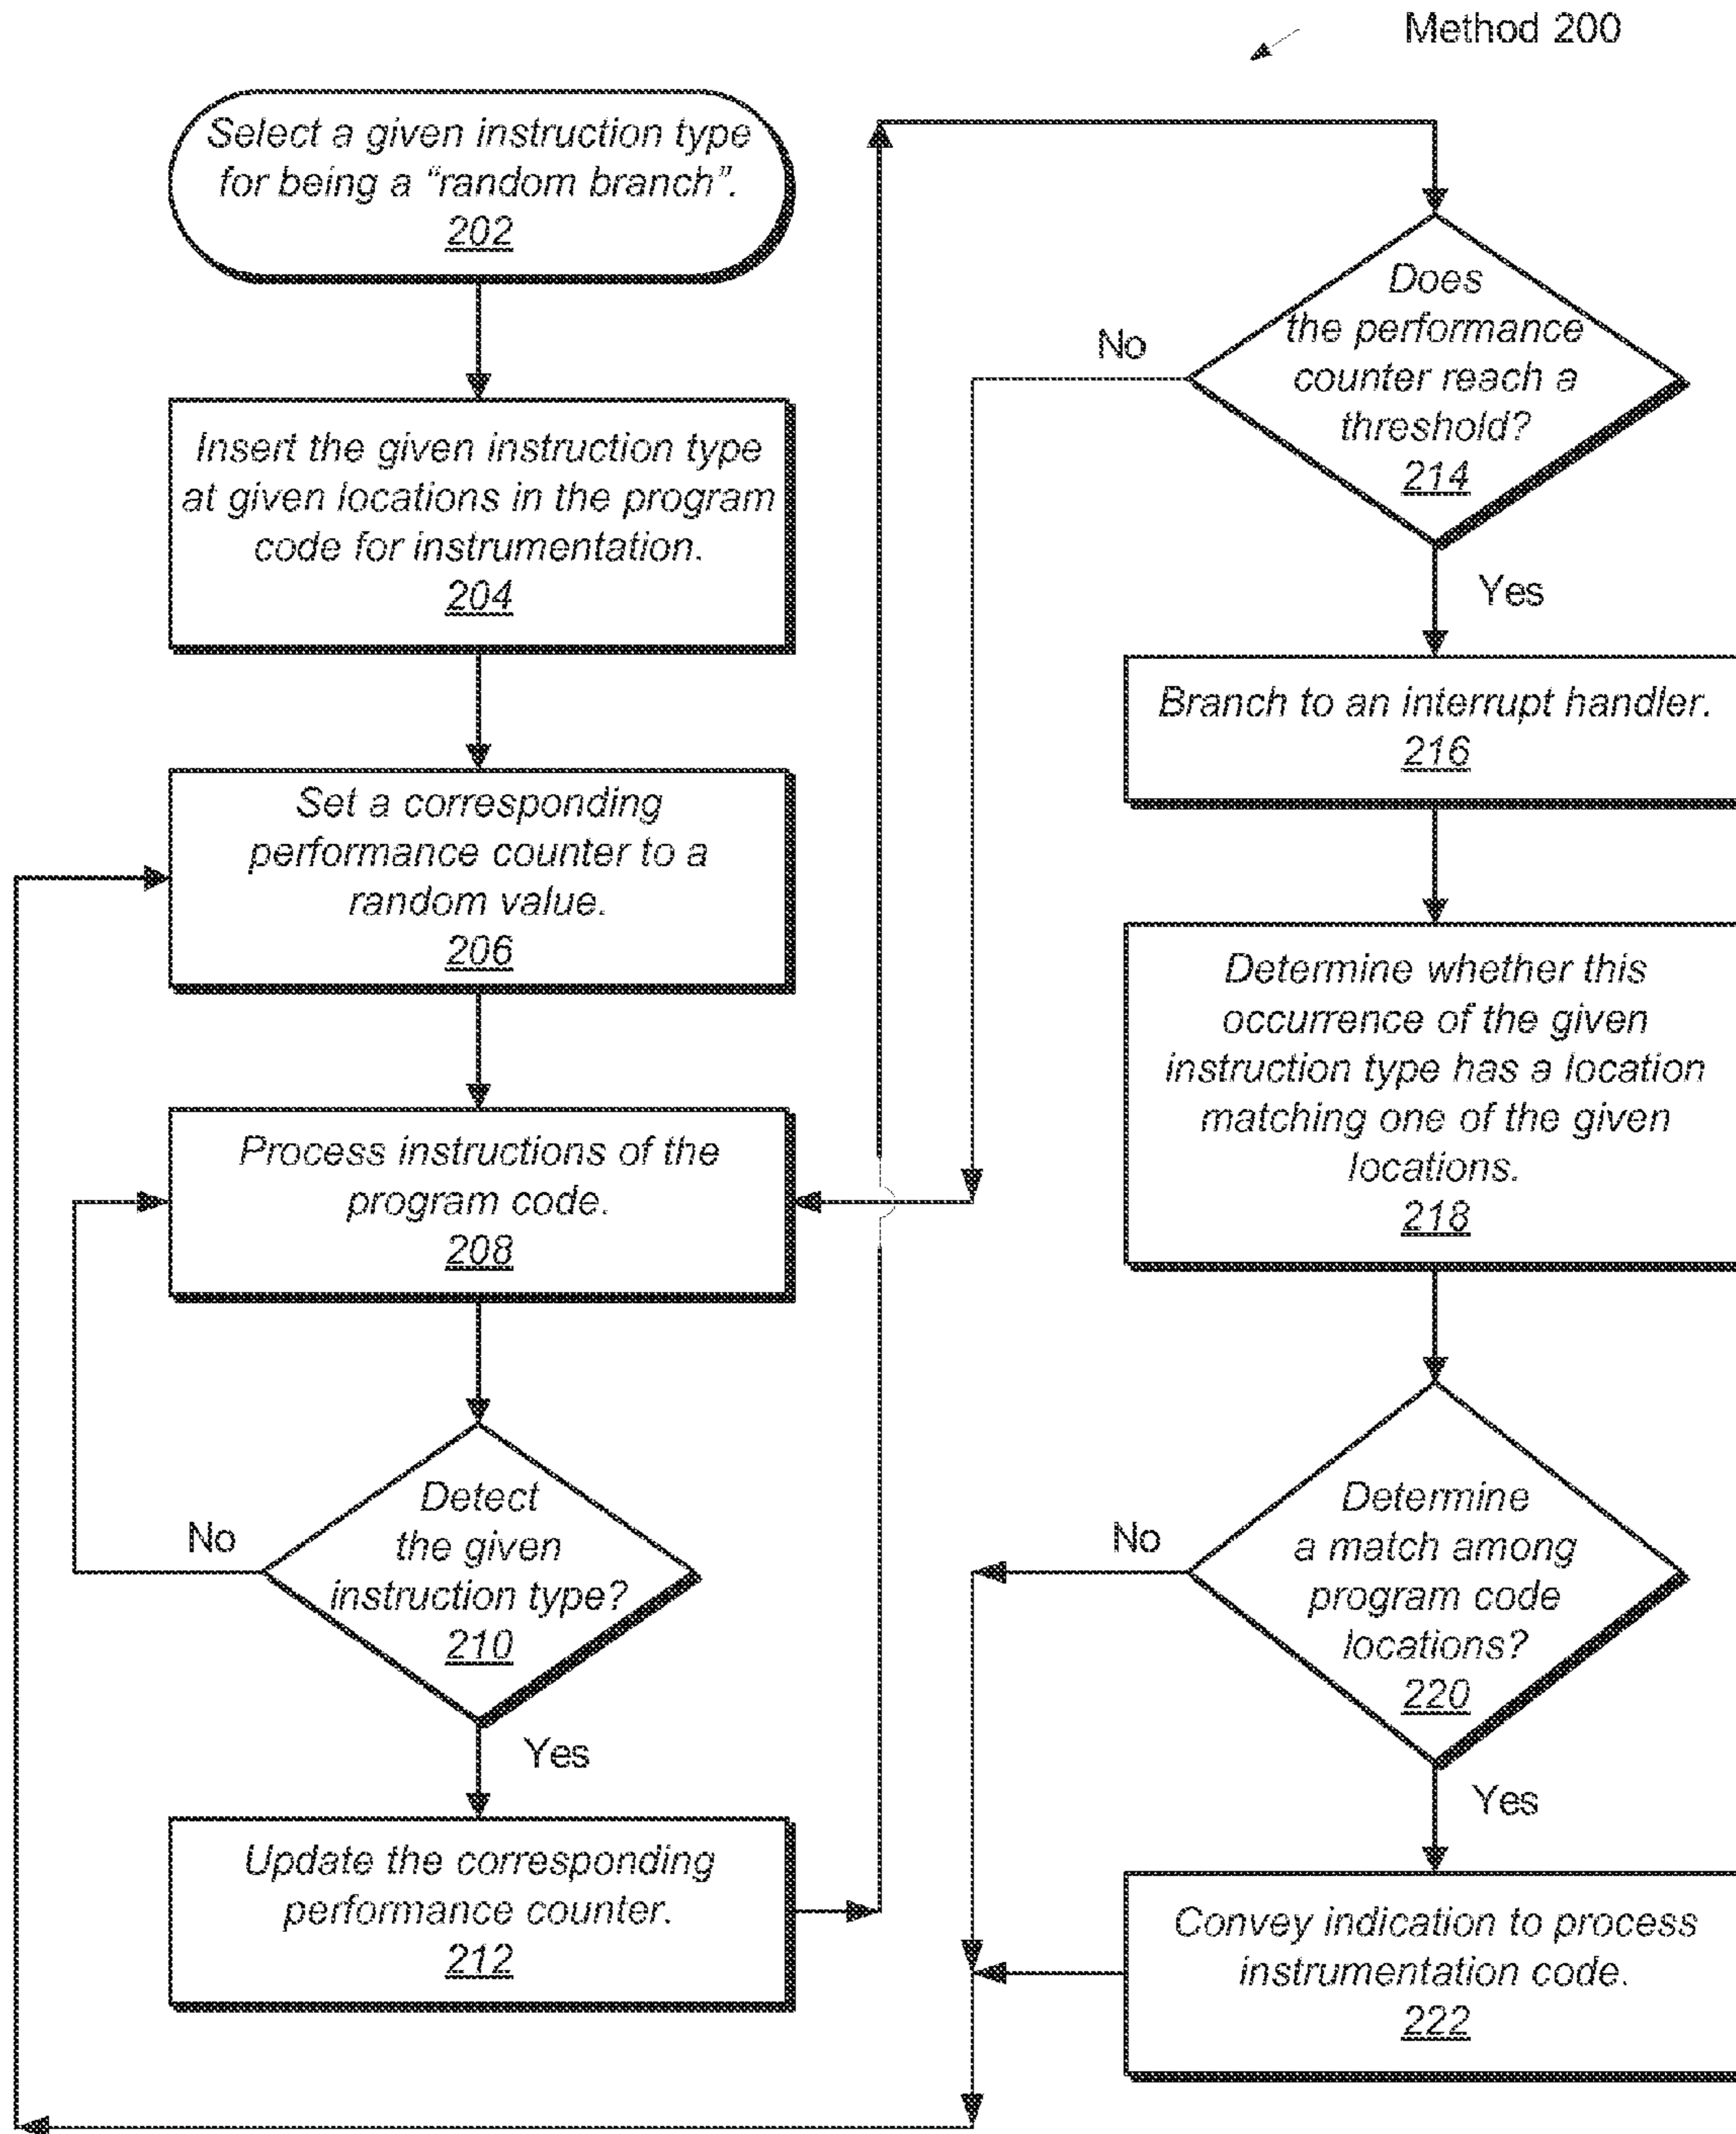 Method 200
Select a given instruction type
for being a “random branch”.
202
Insert the given instruction type
at given locations in the program
code for instrumentation.
204
Set a corresponding
performance counter to a
random value.
206
Process instructions of the
program code.
208
Detect
the given
instruction type?
210
No
Yes
Update the corresponding
performance counter.
212
Does
the performance
counter reach a
threshold?
214
No
Yes
Branch to an interrupt handler.
216
Determine whether this
occurrence of the given
instruction type has a location
matching one of the given
locations.
218
Determine
a match among
program code
locations?
220
No
Yes
Convey indication to process
instrumentation code.
222